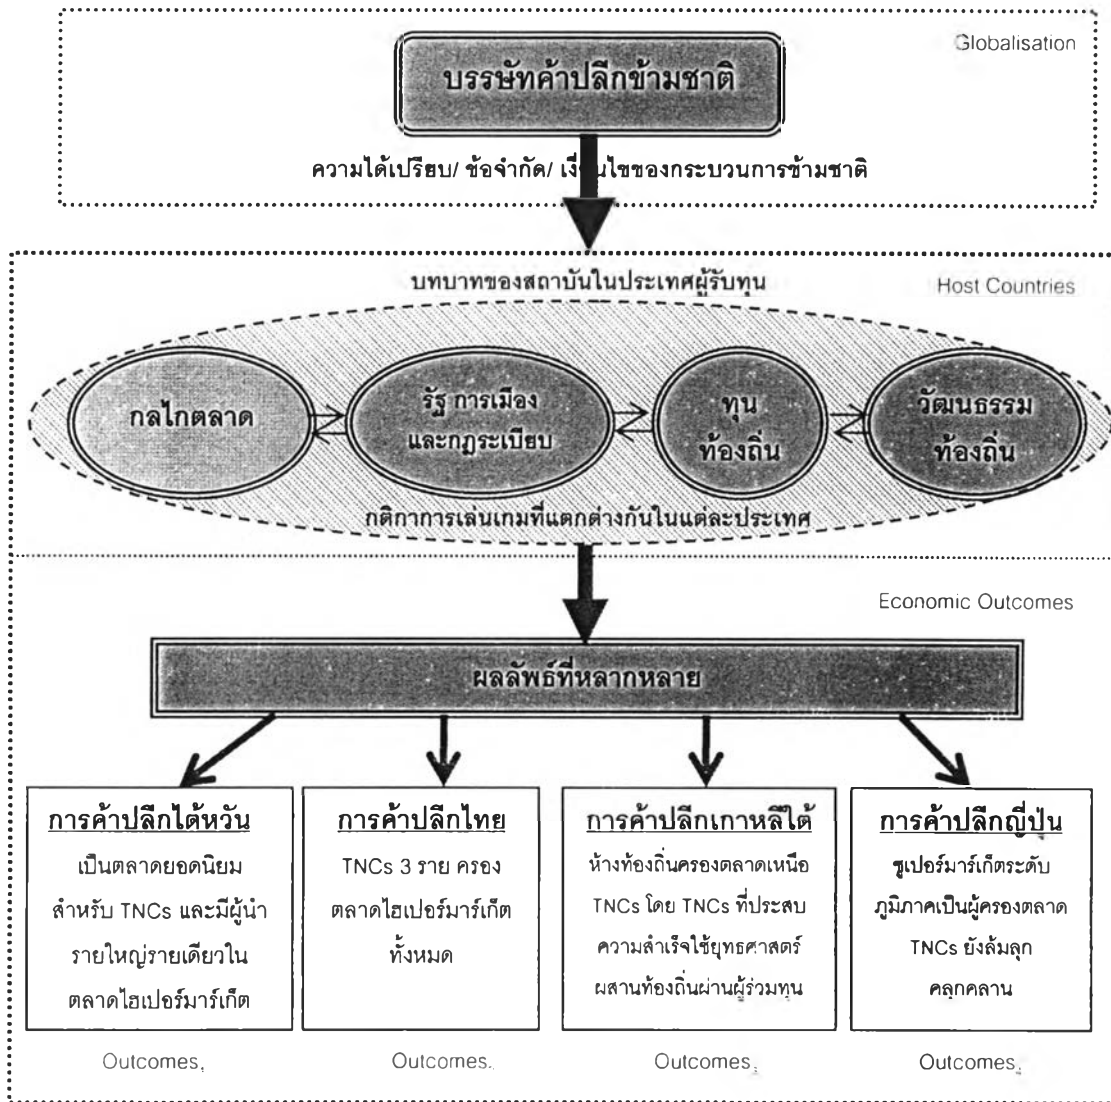 Globalisation
บรรษัทค้าปลีกข้ามชาติ
ความได้เปรียบ/ ข้อจำกัด/ เงื่อนไขของกระบวนการข้ามชาติ
บทบาทของสถาบันในประเทศผู้รับทุน
Host Countries
กลไกตลาด
รัฐ การเมือง
และกฎระเบียบ
ทุน
ท้องถิ่น
วัฒนธรรม
ท้องถิ่น
กติกาการเล่นเกมที่แตกต่างกันในแต่ละประเทศ
Economic Outcomes
ผลลัพธ์ที่หลากหลาย
การค้าปลีกไต้หวัน
เป็นตลาดยอดนิยม
สำหรับ TNCs และมีผู้นำ
รายใหญ่รายเดียวใน
ตลาดไฮเปอร์มาร์เก็ต
การค้าปลีกไทย
TNCs 3 ราย ครอง
ตลาดไฮเปอร์มาร์เก็ต
ทั้งหมด
การค้าปลีกเกาหลีใต้
ห้างท้องถิ่นครองตลาดเหนือ
TNCs โดย TNCs ที่ประสบ
ความสำเร็จใช้ยุทธศาสตร์
ผสานท้องถิ่นผ่านผู้ร่วมทุน
การค้าปลีกญี่ปุ่น
ซูเปอร์มาร์เก็ตระดับ
ภูมิภาคเป็นผู้ครองตลาด
TNCs ยังล้มลุก
คลุกคลาน
Outcomes
Outcomes
Outcomes
Outcomes